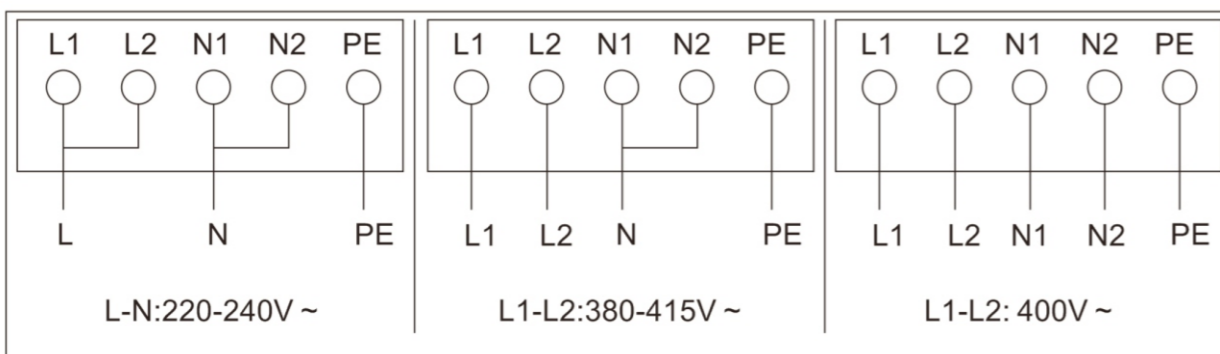 L1 L2 N1 N2 PE L1 L2 N1 N2 PE L1 L2 N1 N2 PE
L N PE L1 L2 N PE L1 L2 N1 N2 PE
L-N:220-240V ~ L1-L2:380-415V ~ L1-L2: 400V ~